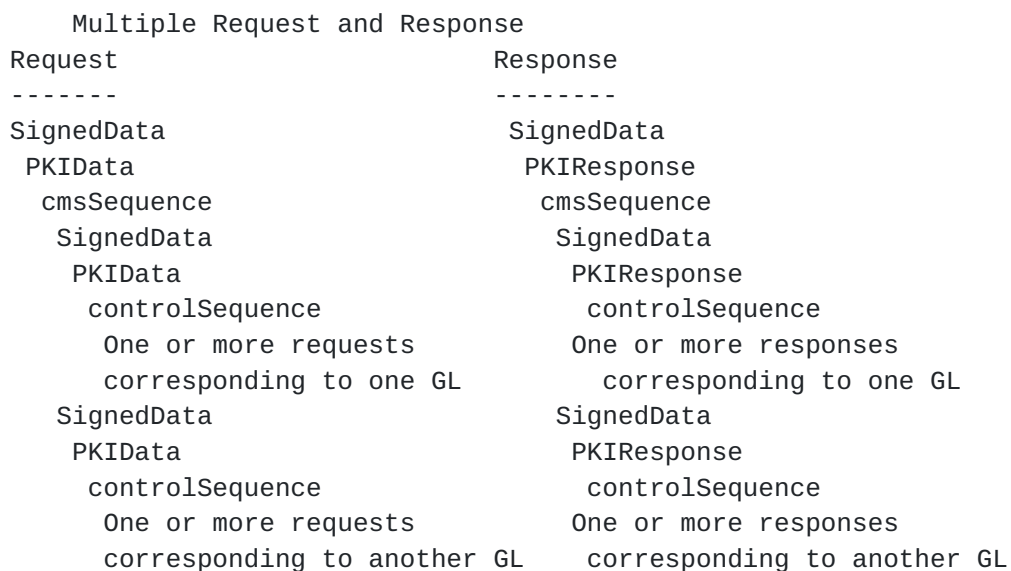 Multiple Request and Response
Request                        Response
-------                        --------
SignedData                      SignedData
 PKIData                         PKIResponse
  cmsSequence                     cmsSequence
   SignedData                      SignedData
    PKIData                         PKIResponse
     controlSequence                 controlSequence
      One or more requests          One or more responses
      corresponding to one GL         corresponding to one GL
   SignedData                      SignedData
    PKIData                         PKIResponse
     controlSequence                 controlSequence
      One or more requests          One or more responses
      corresponding to another GL    corresponding to another GL